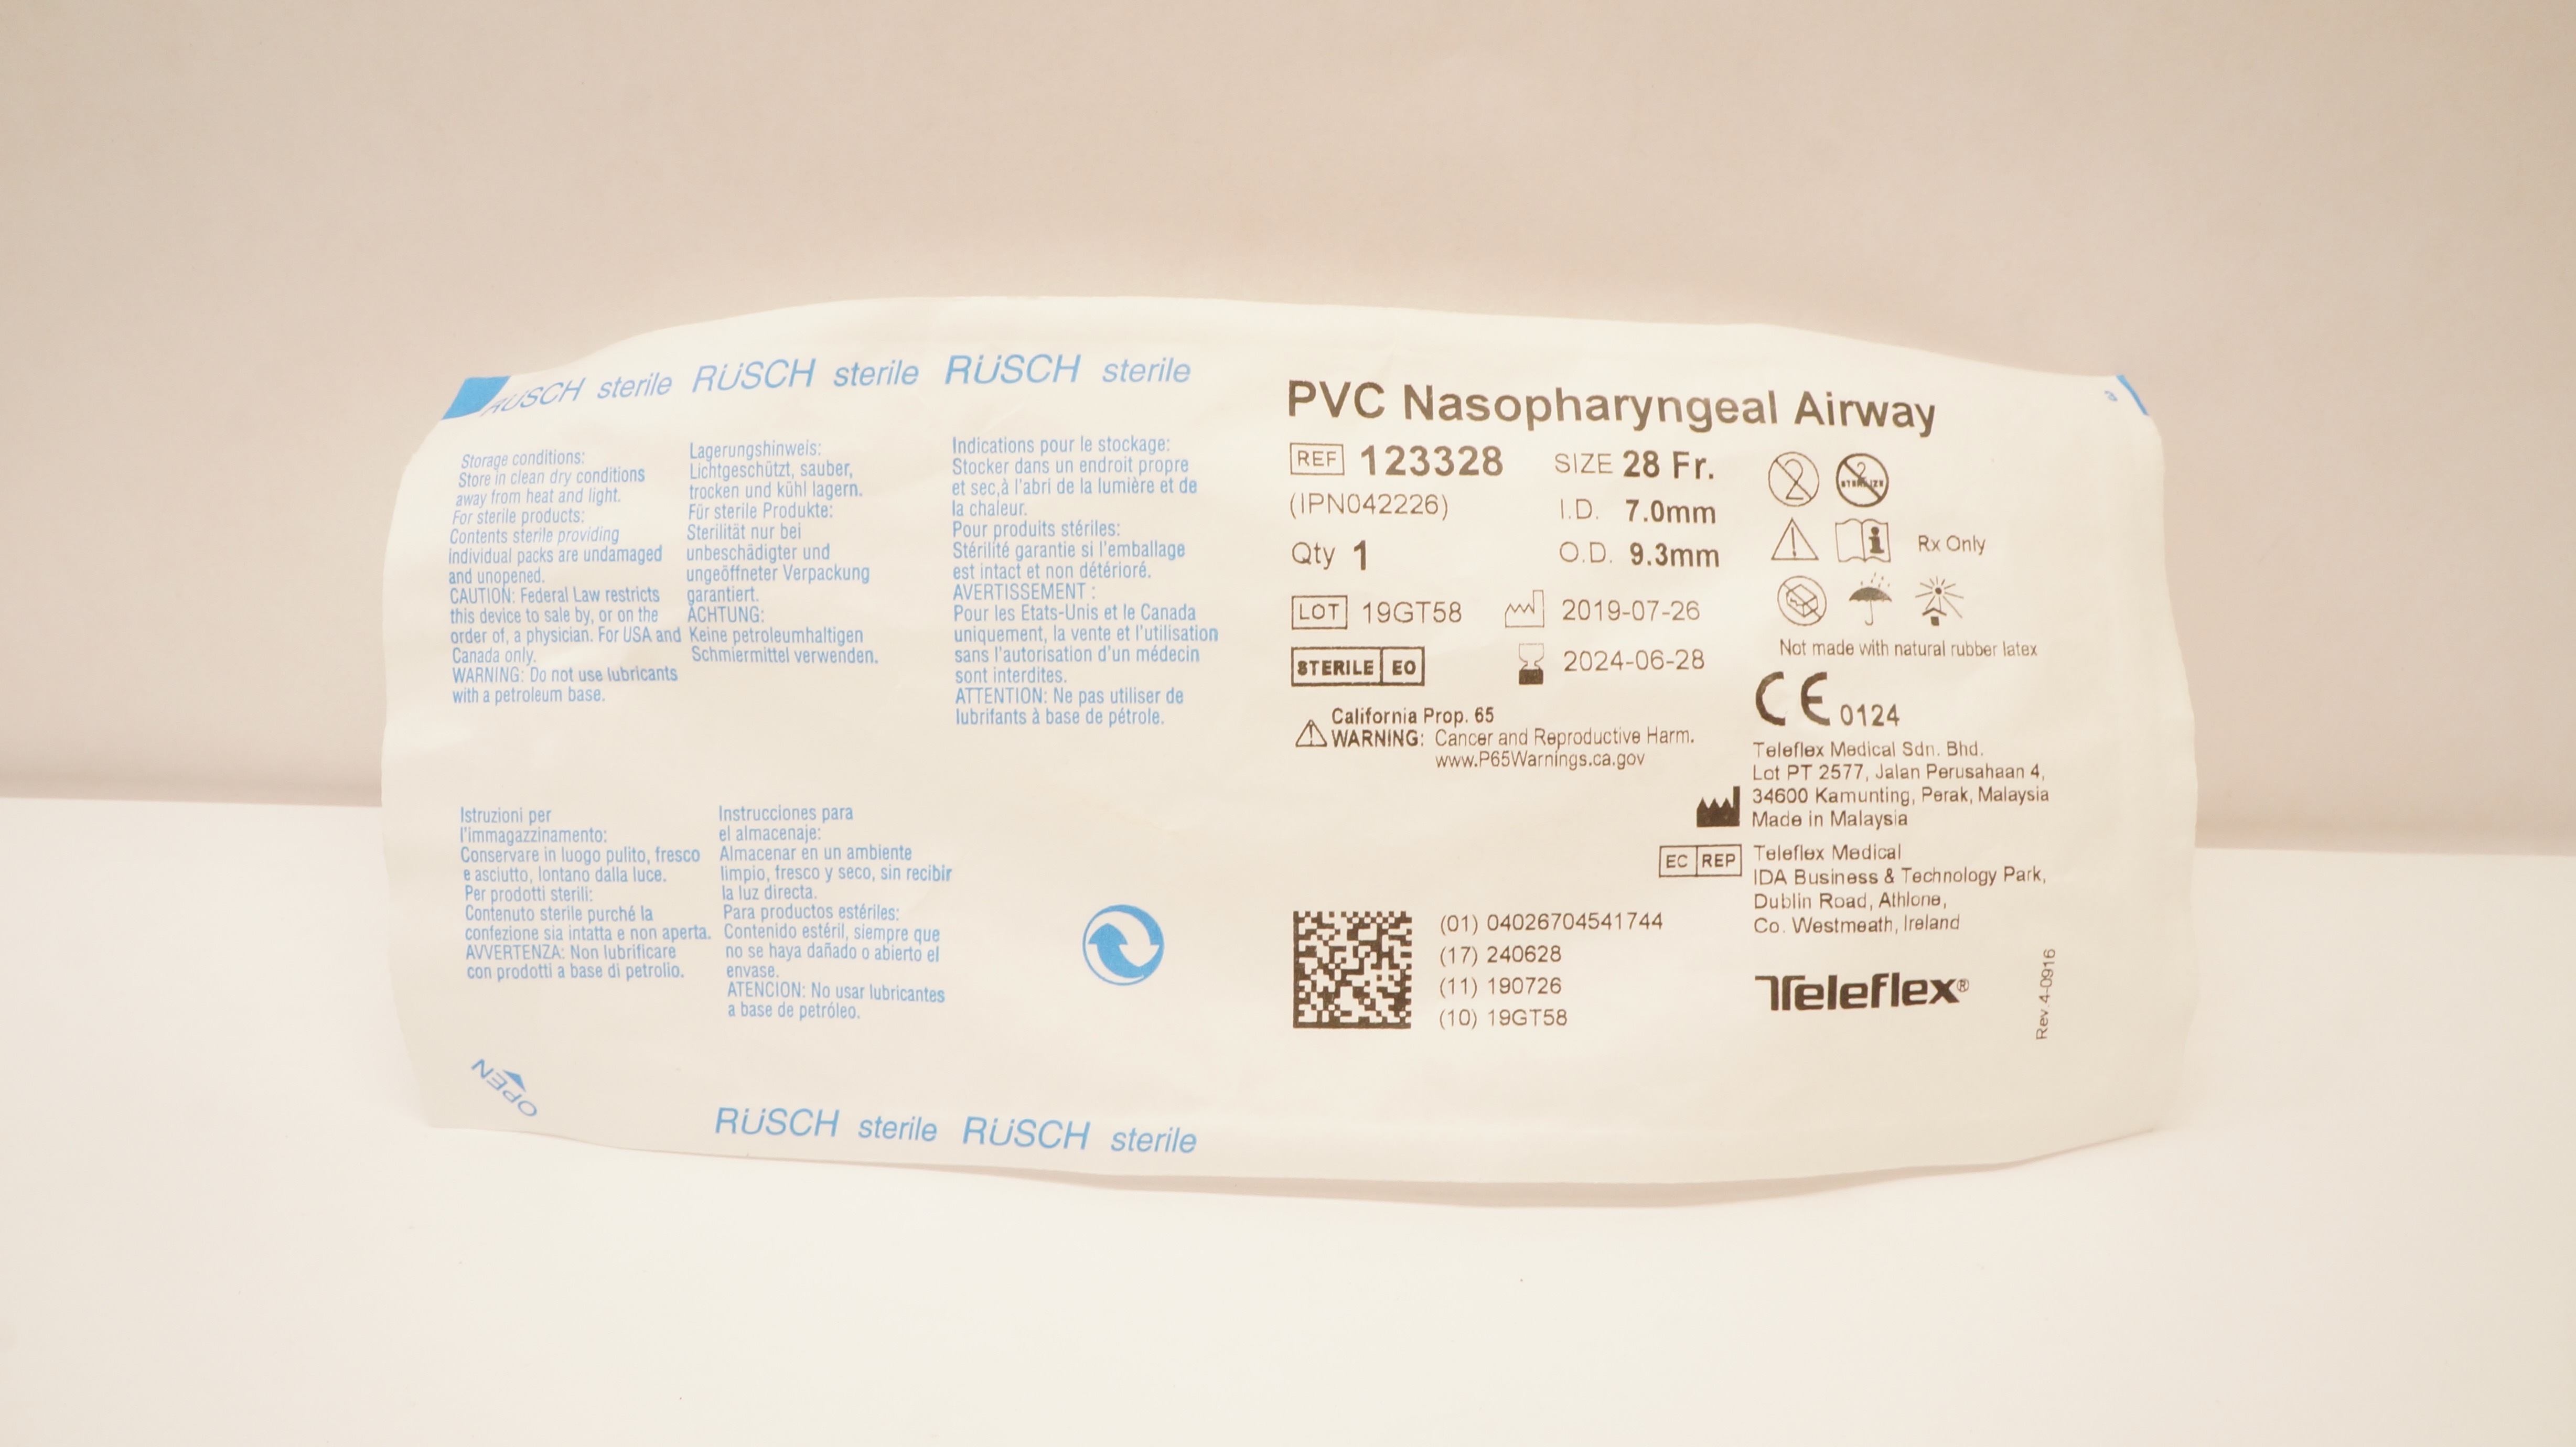 RÜSCH sterile RÜSCH sterile RÜSCH sterile
Storage conditions:
Store in clean dry conditions
away from heat and light.
For sterile products:
Contents sterile providing
individual packs are undamaged
and unopened.
CAUTION: Federal Law restricts
this device to sale by, or on the
order of, a physician. For USA and
Canada only.
WARNING: Do not use lubricants
with a petroleum base.
Lagerungshinweis:
Lichtgeschützt, sauber,
trocken und kühl lagern.
Für sterile Produkte:
Sterilität nur bei
unbeschädigter und
ungeöffneter Verpackung
garantiert.
ACHTUNG:
Keine petroleumhaltigen
Schmiermittel verwenden.
Indications pour le stockage:
Stocker dans un endroit propre
et sec,à l'abri de la lumière et de
la chaleur.
Pour produits stériles:
Stérilité garantie si l'emballage
est intact et non détérioré.
AVERTISSEMENT :
Pour les Etats-Unis et le Canada
uniquement, la vente et l'utilisation
sans l'autorisation d'un médecin
sont interdites.
ATTENTION: Ne pas utiliser de
lubrifants à base de pétrole.
Istruzioni per
l'immagazzinamento:
Conservare in luogo pulito, fresco
e asciutto, lontano dalla luce.
Per prodotti sterili:
Contenuto sterile purché la
confezione sia intatta e non aperta.
AVVERTENZA: Non lubrificare
con prodotti a base di petrolio.
Instrucciones para
el almacenaje:
Almacenar en un ambiente
limpio, fresco y seco, sin recibir
la luz directa.
Para productos estériles:
Contenido estéril, siempre que
no se haya dañado o abierto el
envase.
ATENCION: No usar lubricantes
a base de petróleo.
OPEN
RÜSCH sterile RÜSCH sterile
PVC Nasopharyngeal Airway
REF 123328 SIZE 28 Fr.
(IPN042226) I.D. 7.0mm
Qty 1 O.D. 9.3mm
LOT 19GT58 2019-07-26
STERILE EO 2024-06-28
California Prop. 65
WARNING: Cancer and Reproductive Harm.
www.P65Warnings.ca.gov
2
2
STERILIZE
Rx Only
Not made with natural rubber latex
CE 0124
Teleflex Medical Sdn. Bhd.
Lot PT 2577, Jalan Perusahaan 4,
34600 Kamunting, Perak, Malaysia
Made in Malaysia
EC REP Teleflex Medical
IDA Business & Technology Park,
Dublin Road, Athlone,
Co. Westmeath, Ireland
(01) 04026704541744
(17) 240628
(11) 190726
(10) 19GT58
Teleflex®
Rev.4-0916